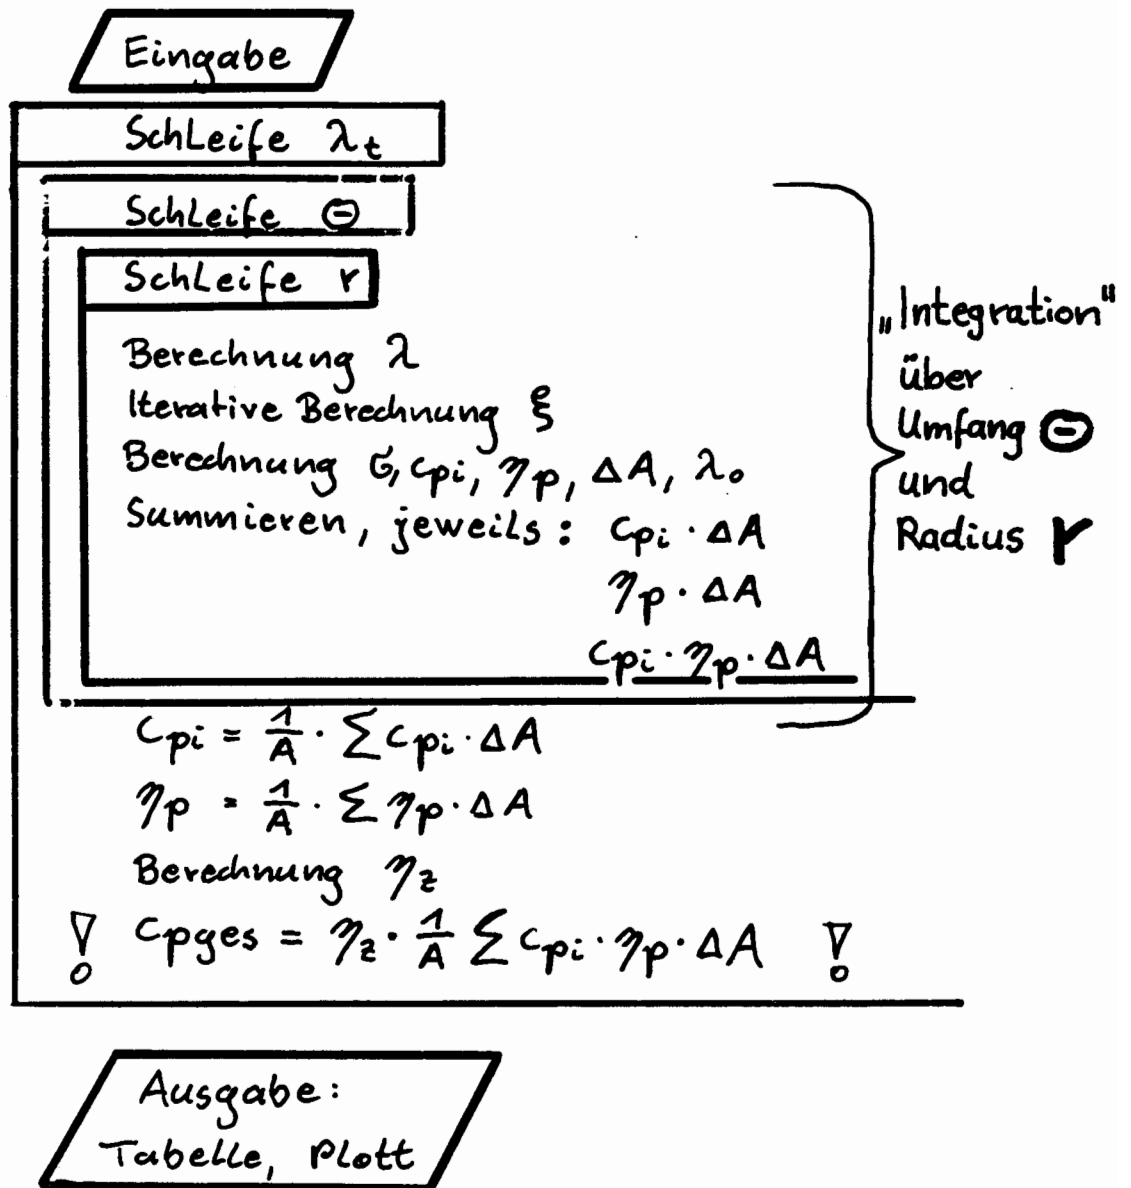 Eingabe
Schleife λt
Schleife Θ
Schleife r
Berechnung λ
Iterative Berechnung ξ
Berechnung σ, cpi, ηp, ΔA, λo
Summieren, jeweils: cpi · ΔA
ηp · ΔA
cpi · ηp · ΔA
„Integration"
über
Umfang Θ
und
Radius r
cpi = 1/A · Σ cpi · ΔA
ηp = 1/A · Σ ηp · ΔA
Berechnung ηz
! cpges = ηz · 1/A Σ cpi · ηp · ΔA !
Ausgabe:
Tabelle, Plott